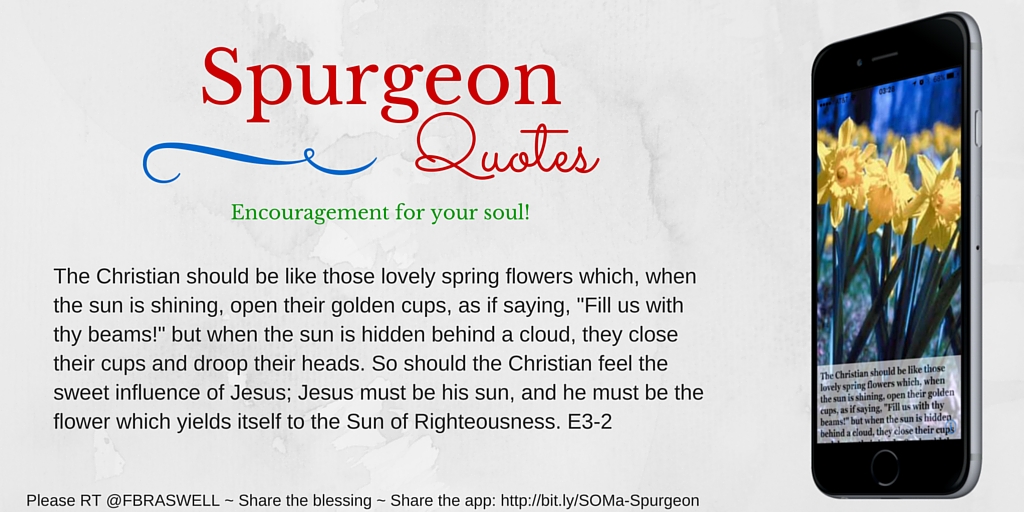 Spurgeon
Quotes
Encouragement for your soul!
The Christian should be like those lovely spring flowers which, when
the sun is shining, open their golden cups, as if saying, "Fill us with
thy beams!" but when the sun is hidden behind a cloud, they close
their cups and droop their heads. So should the Christian feel the
sweet influence of Jesus; Jesus must be his sun, and he must be the
flower which yields itself to the Sun of Righteousness. E3-2
Please RT @FBRASWELL ~ Share the blessing ~ Share the app: http://bit.ly/SOMa-Spurgeon
03:28
The Christian should be like those
lovely spring flowers which, when
the sun is shining, open their golden
cups, as if saying, "Fill us with thy
beams!" but when the sun is hidden
behind a cloud, they close their cups